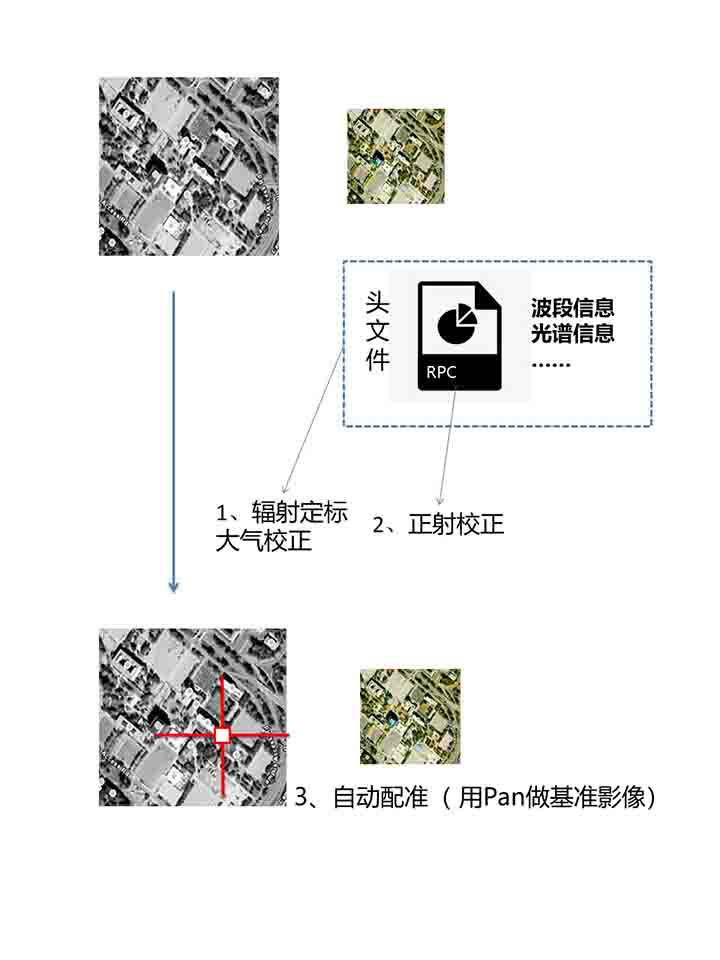 头
文
件
RPC
波段信息
光谱信息
......
1、辐射定标
大气校正
2、正射校正
3、自动配准（用Pan做基准影像）